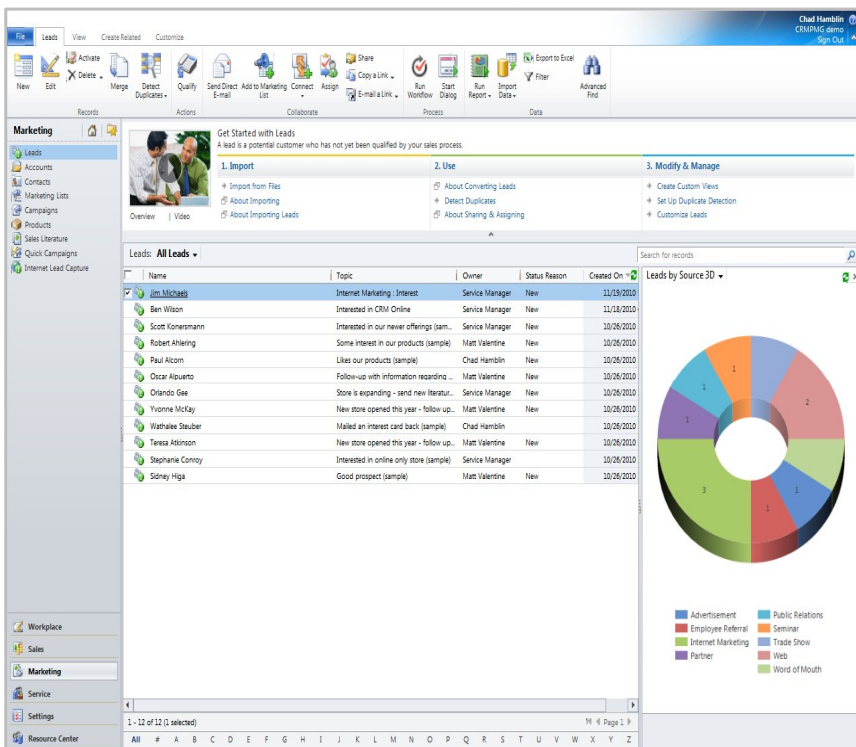 Chad Hamblin
CRMPMG demo
Sign Out
File Leads View Create Related Customize
New Edit Activate Delete Merge Detect Duplicates
Records
Qualify
Actions
Send Direct E-mail Add to Marketing List Connect Assign Share Copy a Link E-mail a Link
Collaborate
Run Workflow Start Dialog
Process
Run Report Import Data Export to Excel Filter Advanced Find
Data
Marketing
Leads
Accounts
Contacts
Marketing Lists
Campaigns
Products
Sales Literature
Quick Campaigns
Internet Lead Capture
Workplace
Sales
Marketing
Service
Settings
Resource Center
Get Started with Leads
A lead is a potential customer who has not yet been qualified by your sales process.
Overview | Video
1. Import
Import from Files
About Importing
About Importing Leads
2. Use
About Converting Leads
Detect Duplicates
About Sharing & Assigning
3. Modify & Manage
Create Custom Views
Set Up Duplicate Detection
Customize Leads
Leads: All Leads
Search for records
Name Topic Owner Status Reason Created On
Jim Michaels Internet Marketing : Interest Service Manager New 11/19/2010
Ben Wilson Interested in CRM Online Service Manager New 11/18/2010
Scott Konersmann Interested in our newer offerings (sam... Service Manager New 10/26/2010
Robert Ahlering Some interest in our products (sample) Matt Valentine New 10/26/2010
Paul Alcorn Likes our products (sample) Chad Hamblin New 10/26/2010
Oscar Alpuerto Follow-up with information regarding ... Matt Valentine New 10/26/2010
Orlando Gee Store is expanding - send new literatur... Service Manager New 10/26/2010
Yvonne McKay New store opened this year - follow up... Matt Valentine New 10/26/2010
Wathalee Steuber Mailed an interest card back (sample) Chad Hamblin 10/26/2010
Teresa Atkinson New store opened this year - follow up... Matt Valentine New 10/26/2010
Stephanie Conroy Interested in online only store (sample) Service Manager 10/26/2010
Sidney Higa Good prospect (sample) Matt Valentine New 10/26/2010
1 - 12 of 12 (1 selected) Page 1
All # A B C D E F G H I J K L M N O P Q R S T U V W X Y Z
Leads by Source 3D
1
1
2
1
3
1
1
Advertisement Public Relations
Employee Referral Seminar
Internet Marketing Trade Show
Partner Web
Word of Mouth